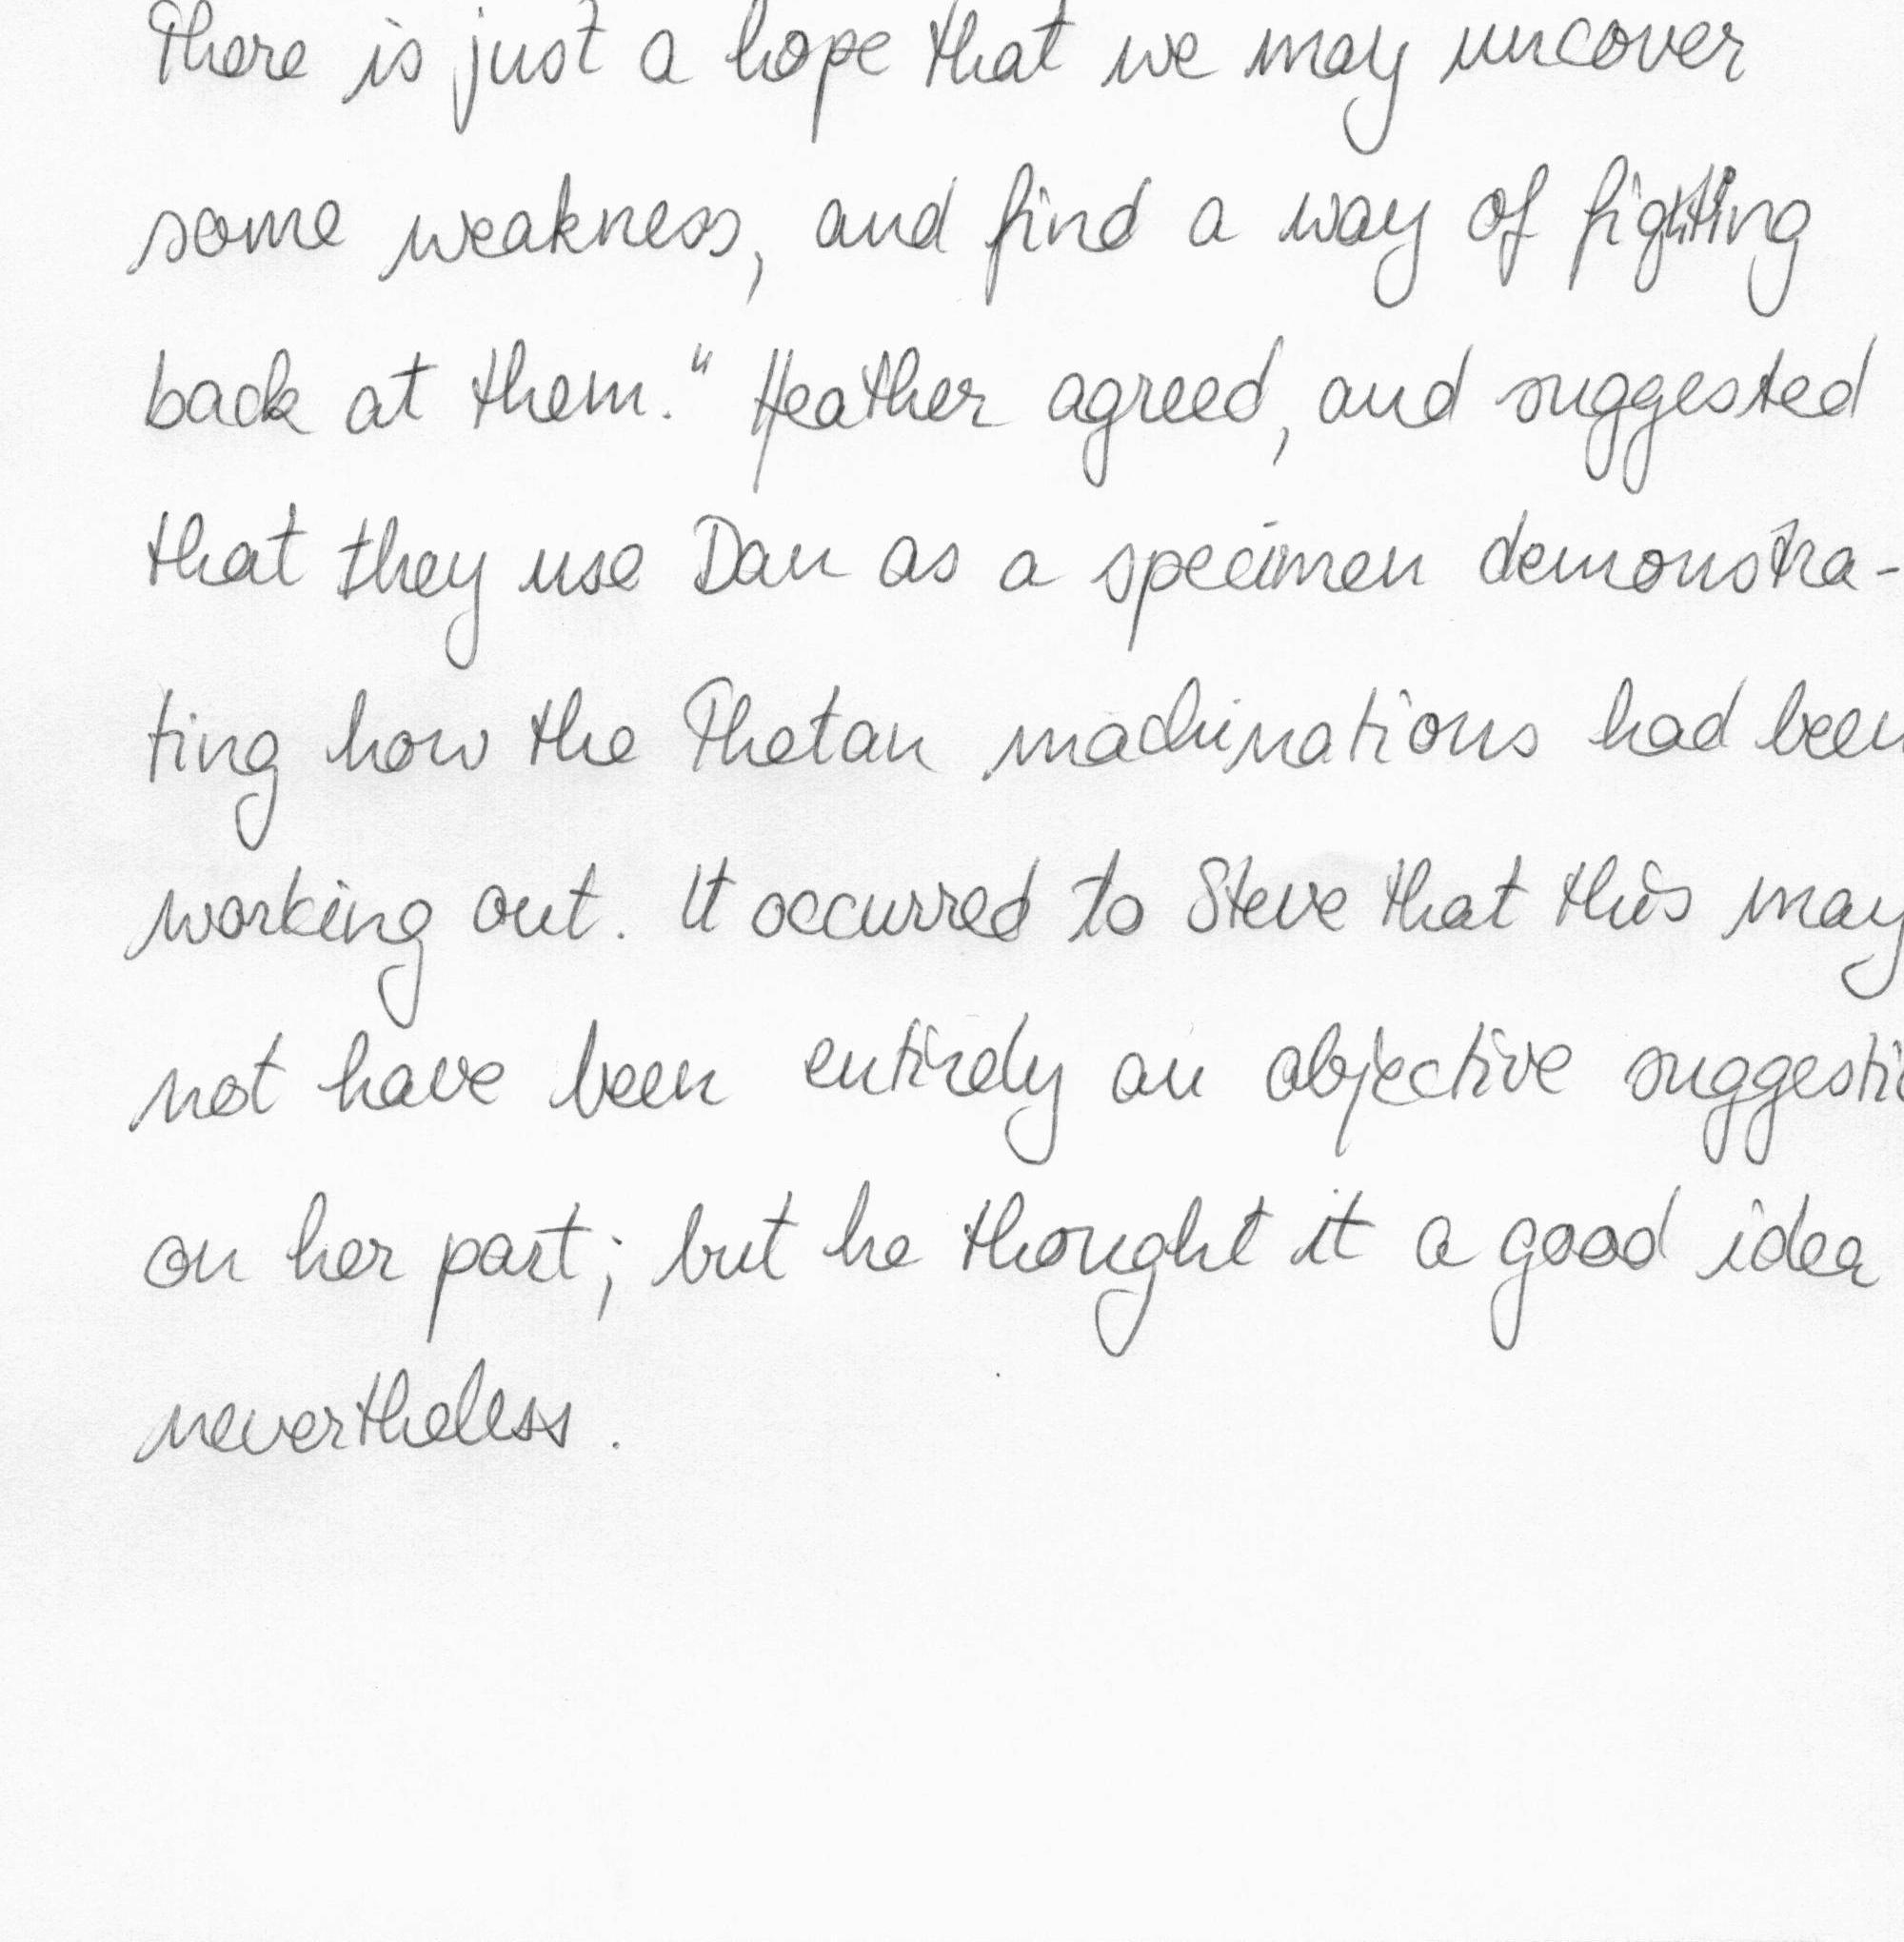 There is just a hope that we may uncover
some weakness, and find a way of fighting
back at them." Heather agreed, and suggested
that they use Dan as a specimen demonstra-
ting how the Thetan machinations had been
working out. It occurred to Steve that this may
not have been entirely an objective suggestio
on her part; but he thought it a good idea
nevertheless.